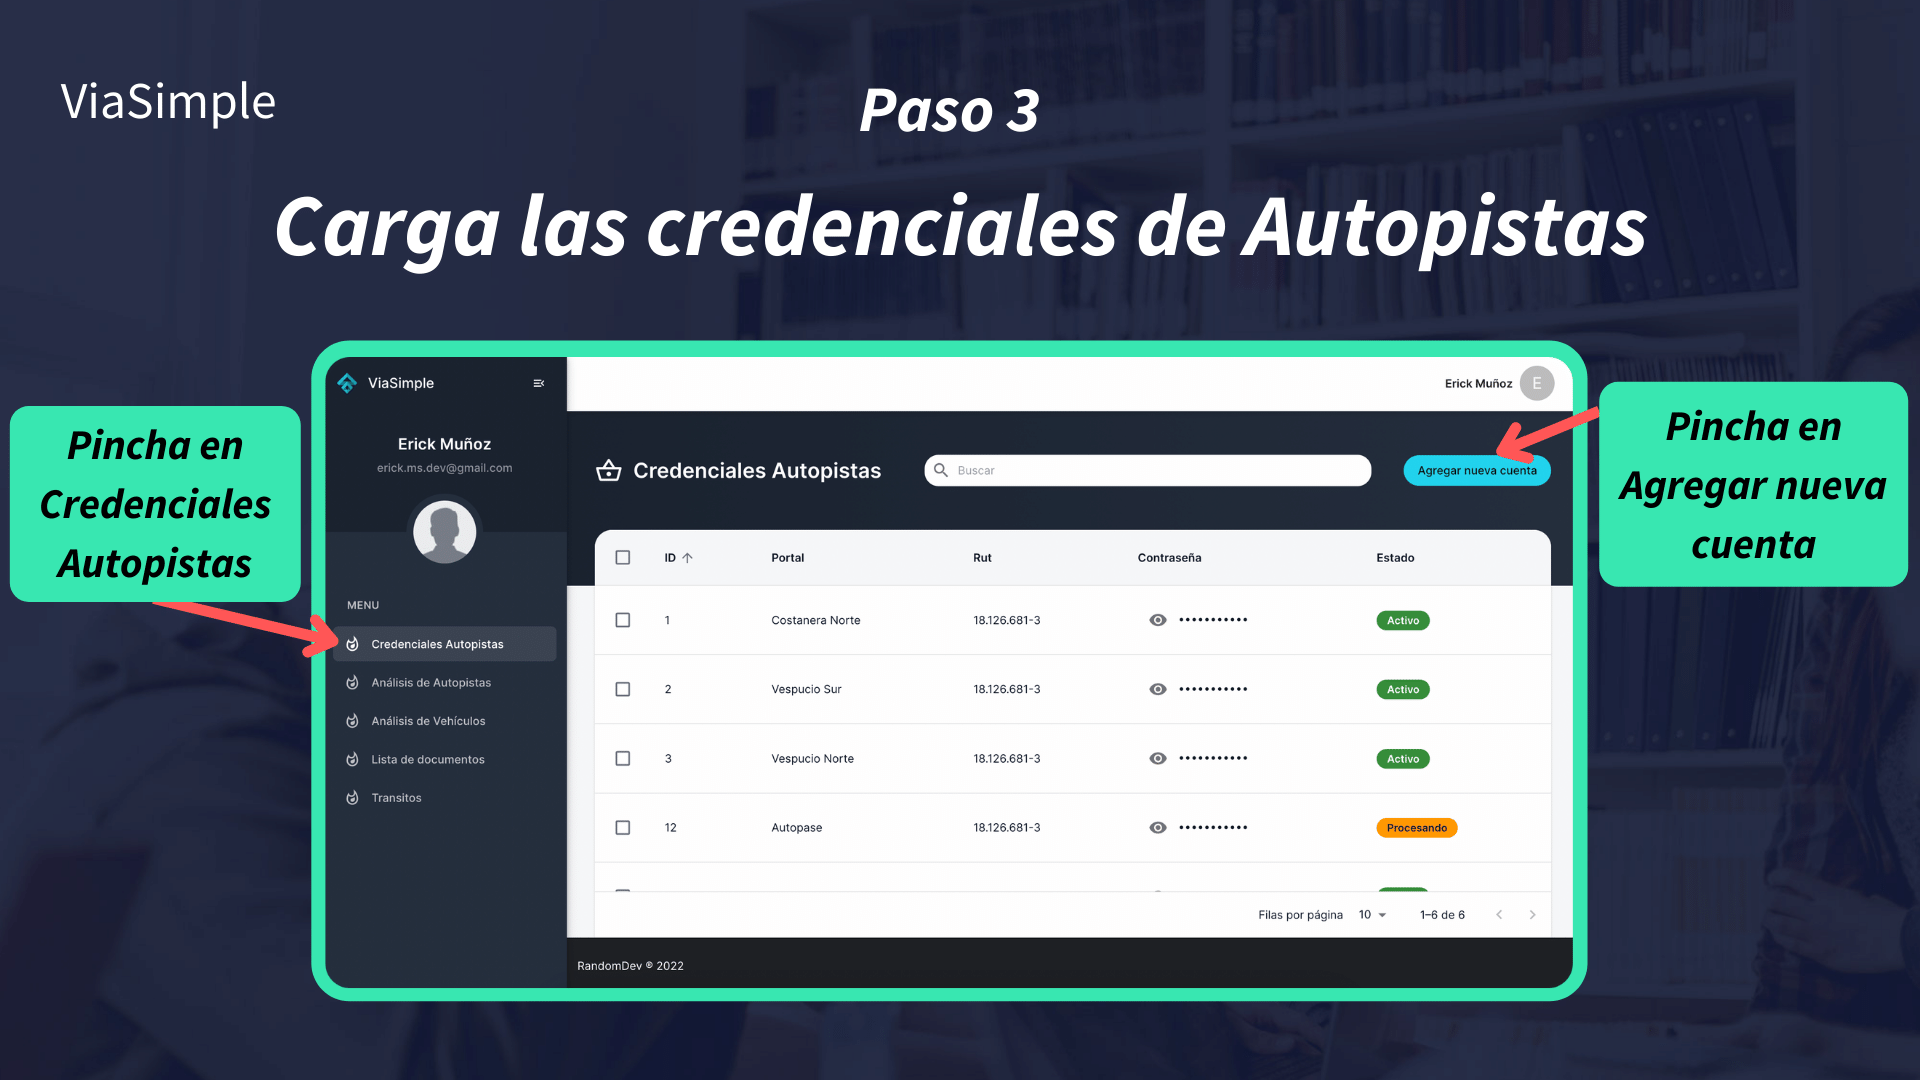 ViaSimple
Paso 3
Carga las credenciales de Autopistas
Pincha en
Credenciales
Autopistas
ViaSimple
Erick Muñoz
erick.ms.dev@gmail.com
MENU
Credenciales Autopistas
Análisis de Autopistas
Análisis de Vehículos
Lista de documentos
Transitos
Erick Muñoz E
Credenciales Autopistas Buscar Agregar nueva cuenta
ID Portal Rut Contraseña Estado
1 Costanera Norte 18.126.681-3 ••••••••••• Activo
2 Vespucio Sur 18.126.681-3 ••••••••••• Activo
3 Vespucio Norte 18.126.681-3 ••••••••••• Activo
12 Autopase 18.126.681-3 ••••••••••• Procesando
Filas por página 10 1–6 de 6
RandomDev ® 2022
Pincha en
Agregar nueva
cuenta